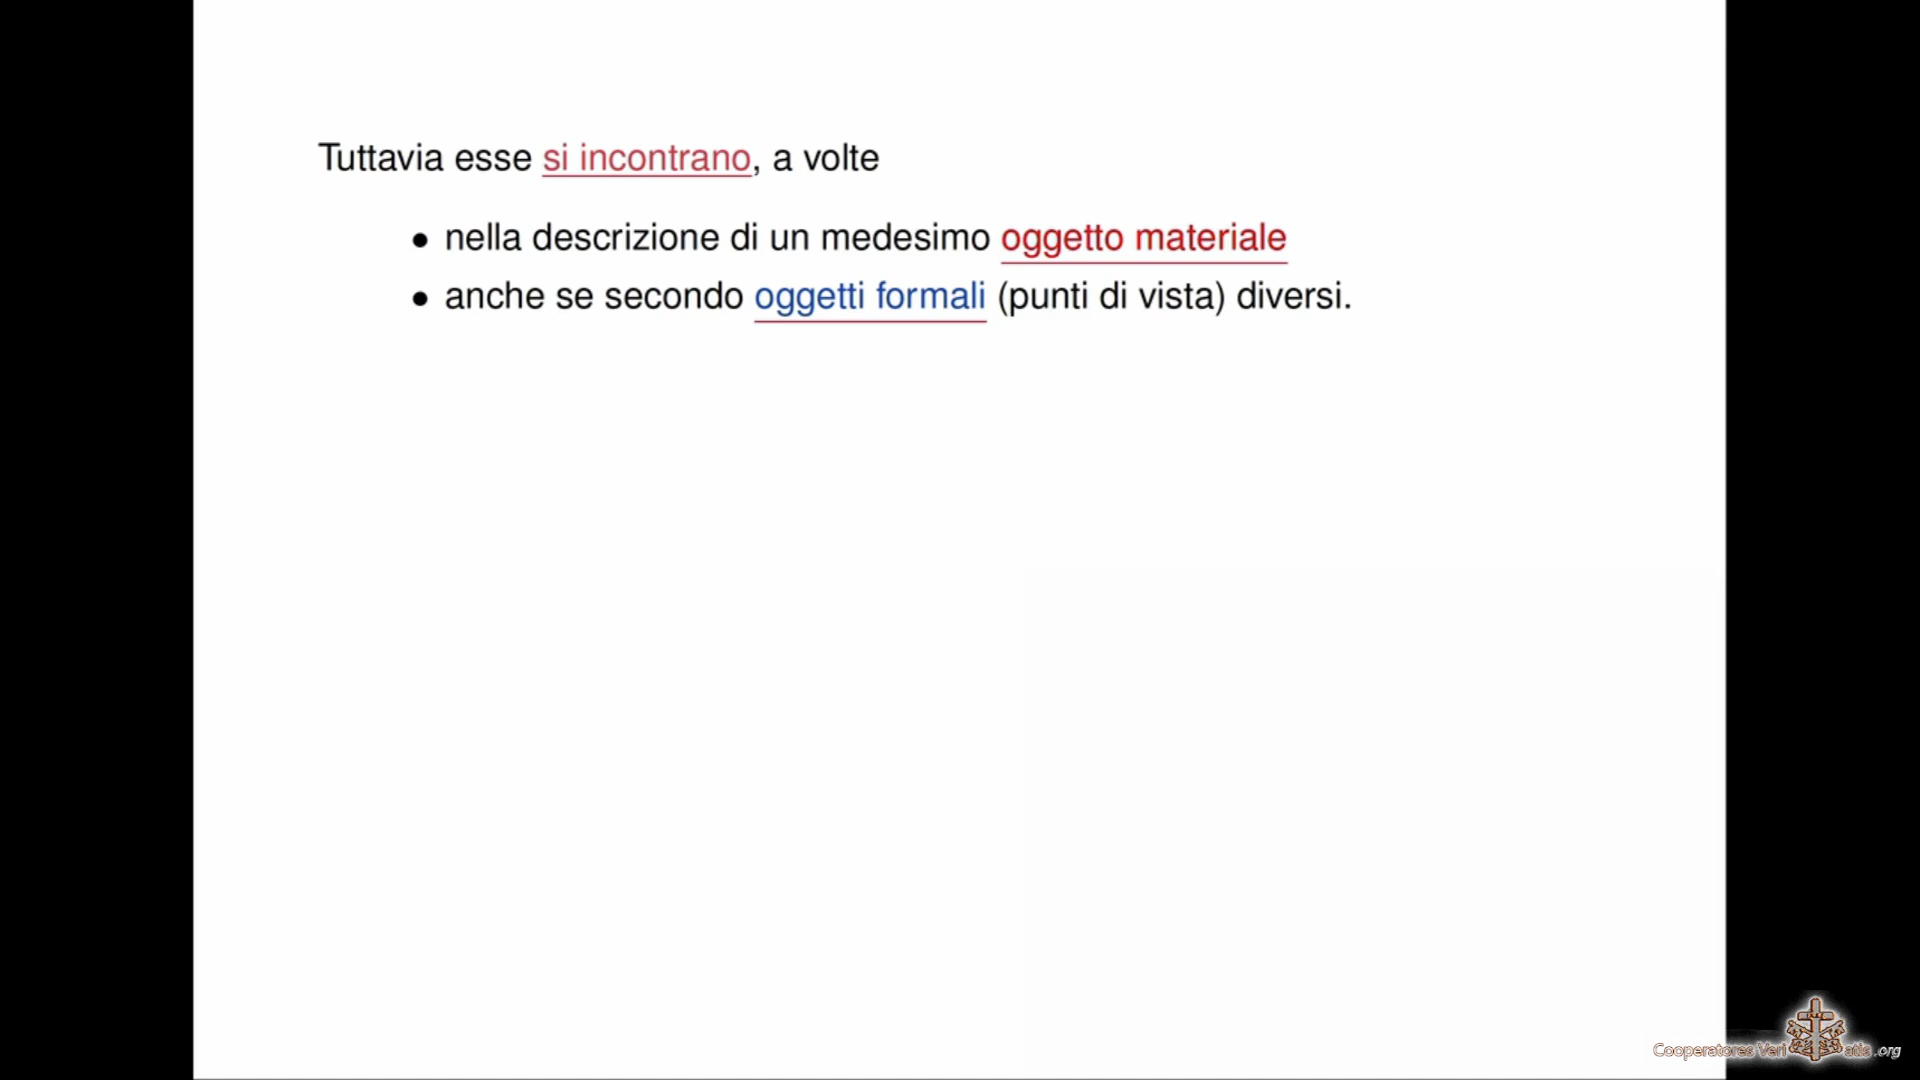 Tuttavia esse si incontrano, a volte
• nella descrizione di un medesimo oggetto materiale
• anche se secondo oggetti formali (punti di vista) diversi.
Cooperatores Veritatis.org